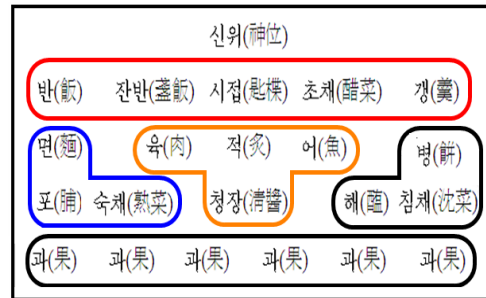 신위(神位)
반(飯) 잔반(盞飯) 시접(匙楪) 초채(醋菜) 갱(羹)
면(麵) 육(肉) 적(炙) 어(魚) 병(餠)
포(脯) 숙채(熟菜) 청장(淸醬) 해(醢) 침채(沈菜)
과(果) 과(果) 과(果) 과(果) 과(果) 과(果)